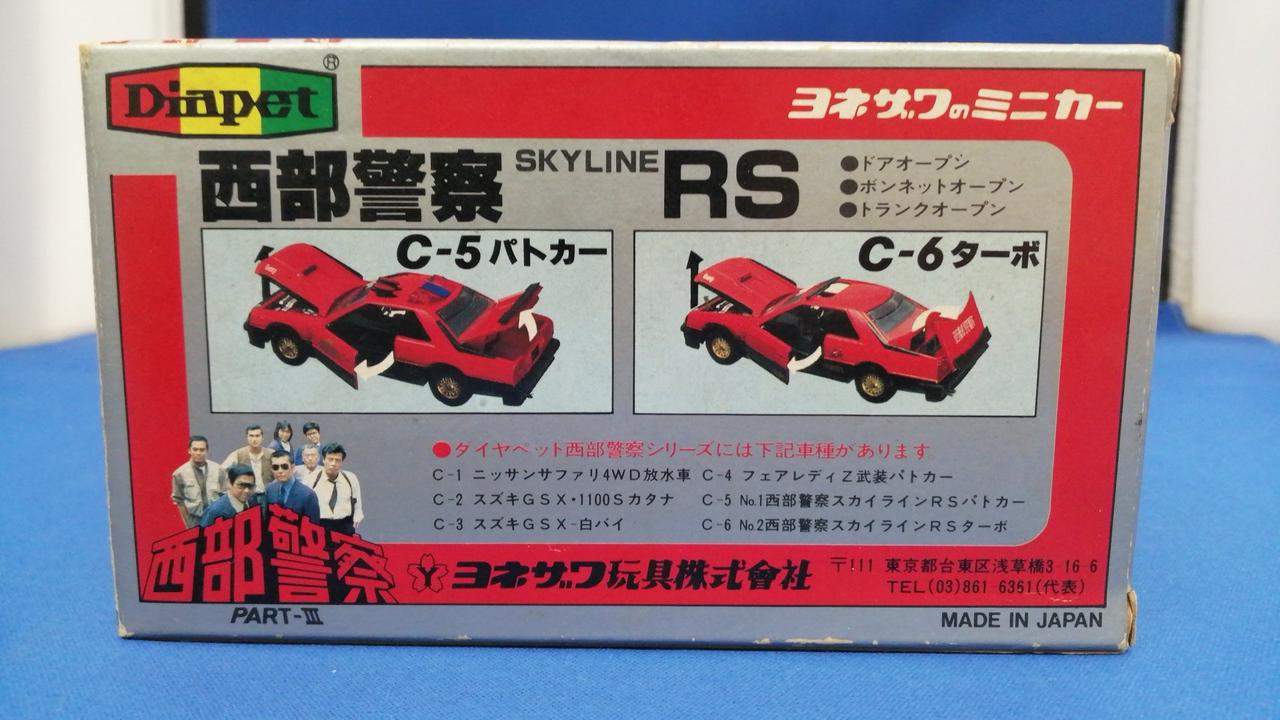 Diapet®
ヨネザワのミニカー
西部警察 SKYLINE RS
●ドアオープン
●ボンネットオープン
●トランクオープン
C-5 パトカー
C-6 ターボ
●ダイヤペット西部警察シリーズには下記車種があります
C-1 ニッサンサファリ4WD放水車
C-2 スズキGSX・1100Sカタナ
C-3 スズキGSX-白バイ
C-4 フェアレディZ武装パトカー
C-5 No.1西部警察スカイラインRSパトカー
C-6 No.2西部警察スカイラインRSターボ
西部警察
PART-III
ヨネザワ玩具株式會社
〒111 東京都台東区浅草橋3-16-6
TEL(03)861-6361(代表)
MADE IN JAPAN